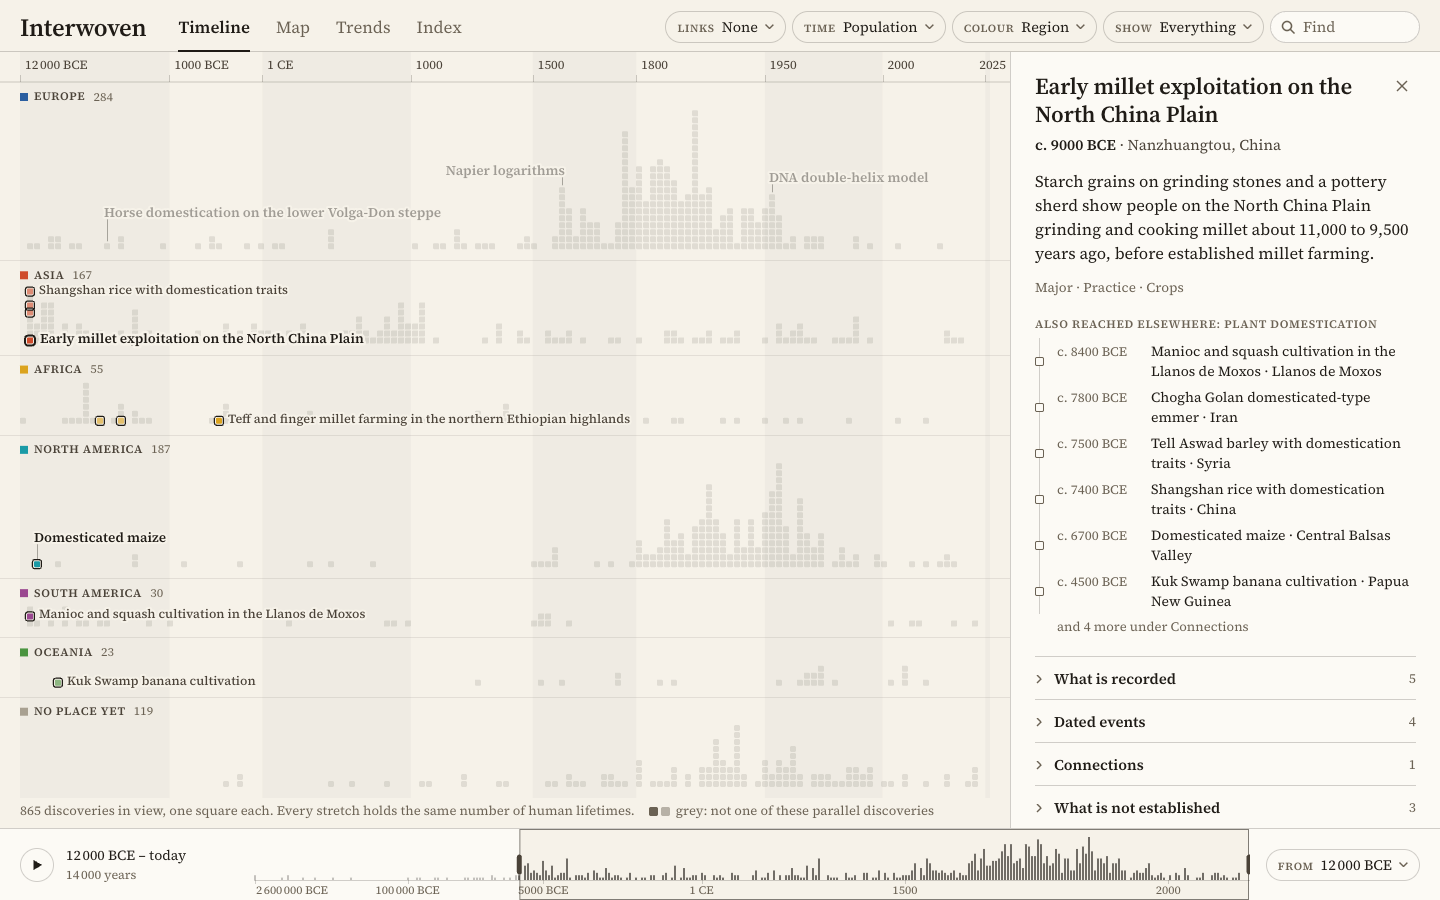 Interwoven
Timeline
Map
Trends
Index
LINKS None
TIME Population
COLOUR Region
SHOW Everything
Find
12 000 BCE
1000 BCE
1 CE
1000
1500
1800
1950
2000
2025
EUROPE 284
Napier logarithms
DNA double-helix model
Horse domestication on the lower Volga-Don steppe
ASIA 167
Shangshan rice with domestication traits
Early millet exploitation on the North China Plain
AFRICA 55
Teff and finger millet farming in the northern Ethiopian highlands
NORTH AMERICA 187
Domesticated maize
SOUTH AMERICA 30
Manioc and squash cultivation in the Llanos de Moxos
OCEANIA 23
Kuk Swamp banana cultivation
NO PLACE YET 119
865 discoveries in view, one square each. Every stretch holds the same number of human lifetimes.
grey: not one of these parallel discoveries
Early millet exploitation on the
North China Plain
c. 9000 BCE · Nanzhuangtou, China
Starch grains on grinding stones and a pottery
sherd show people on the North China Plain
grinding and cooking millet about 11,000 to 9,500
years ago, before established millet farming.
Major · Practice · Crops
ALSO REACHED ELSEWHERE: PLANT DOMESTICATION
c. 8400 BCE Manioc and squash cultivation in the
Llanos de Moxos · Llanos de Moxos
c. 7800 BCE Chogha Golan domesticated-type
emmer · Iran
c. 7500 BCE Tell Aswad barley with domestication
traits · Syria
c. 7400 BCE Shangshan rice with domestication
traits · China
c. 6700 BCE Domesticated maize · Central Balsas
Valley
c. 4500 BCE Kuk Swamp banana cultivation · Papua
New Guinea
and 4 more under Connections
What is recorded 5
Dated events 4
Connections 1
What is not established 3
12 000 BCE – today
14 000 years
2 600 000 BCE
100 000 BCE
5000 BCE
1 CE
1500
2000
FROM 12 000 BCE